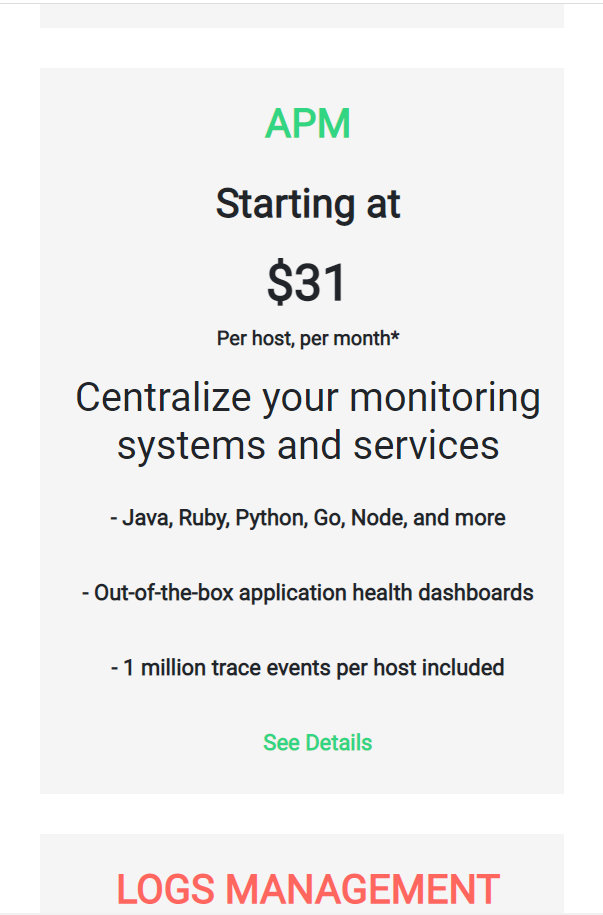 APM
Starting at
$31
Per host, per month*
Centralize your monitoring
systems and services
- Java, Ruby, Python, Go, Node, and more
- Out-of-the-box application health dashboards
- 1 million trace events per host included
See Details
LOGS MANAGEMENT